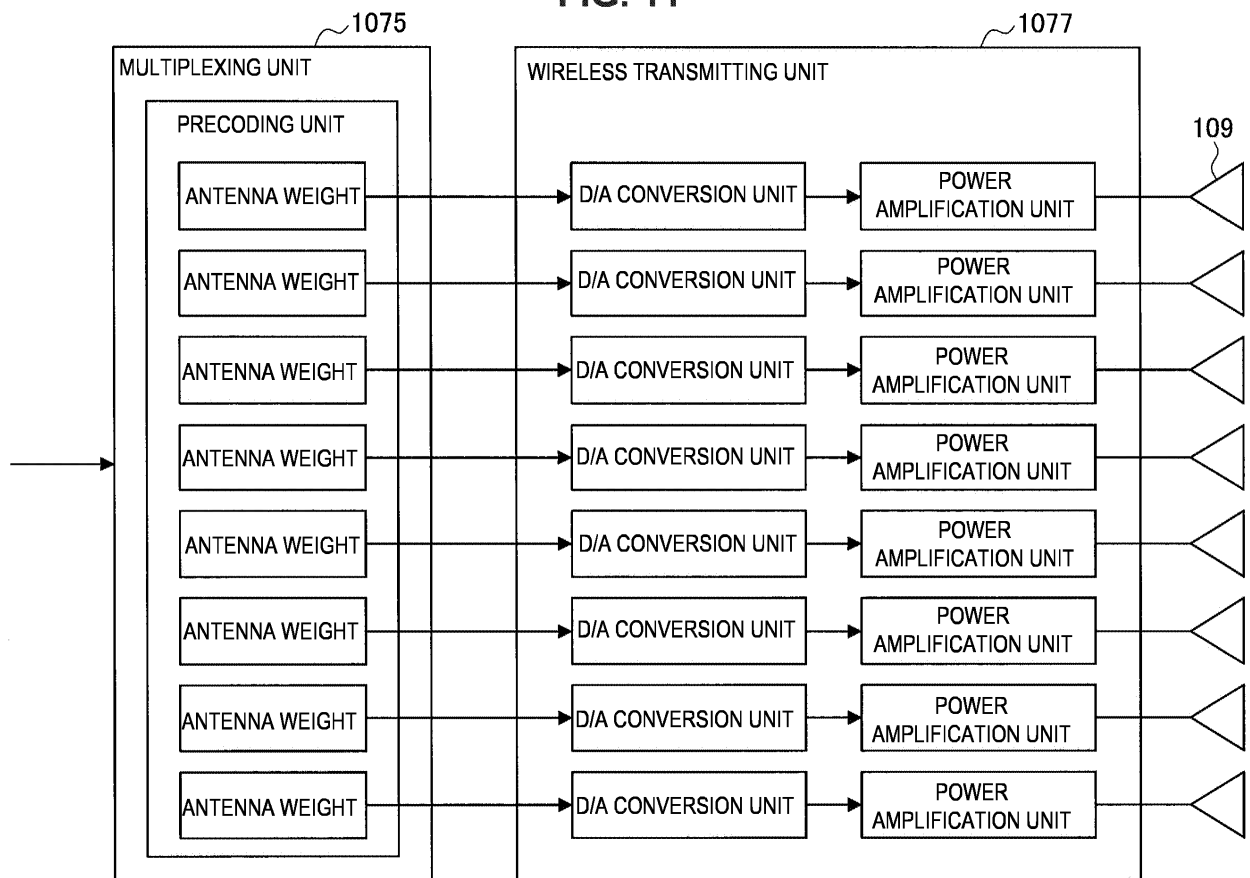 FIG. 11
1075
1077
MULTIPLEXING UNIT
WIRELESS TRANSMITTING UNIT
PRECODING UNIT
109
ANTENNA WEIGHT
D/A CONVERSION UNIT
POWER
AMPLIFICATION UNIT
ANTENNA WEIGHT
D/A CONVERSION UNIT
POWER
AMPLIFICATION UNIT
ANTENNA WEIGHT
D/A CONVERSION UNIT
POWER
AMPLIFICATION UNIT
ANTENNA WEIGHT
D/A CONVERSION UNIT
POWER
AMPLIFICATION UNIT
ANTENNA WEIGHT
D/A CONVERSION UNIT
POWER
AMPLIFICATION UNIT
ANTENNA WEIGHT
D/A CONVERSION UNIT
POWER
AMPLIFICATION UNIT
ANTENNA WEIGHT
D/A CONVERSION UNIT
POWER
AMPLIFICATION UNIT
ANTENNA WEIGHT
D/A CONVERSION UNIT
POWER
AMPLIFICATION UNIT